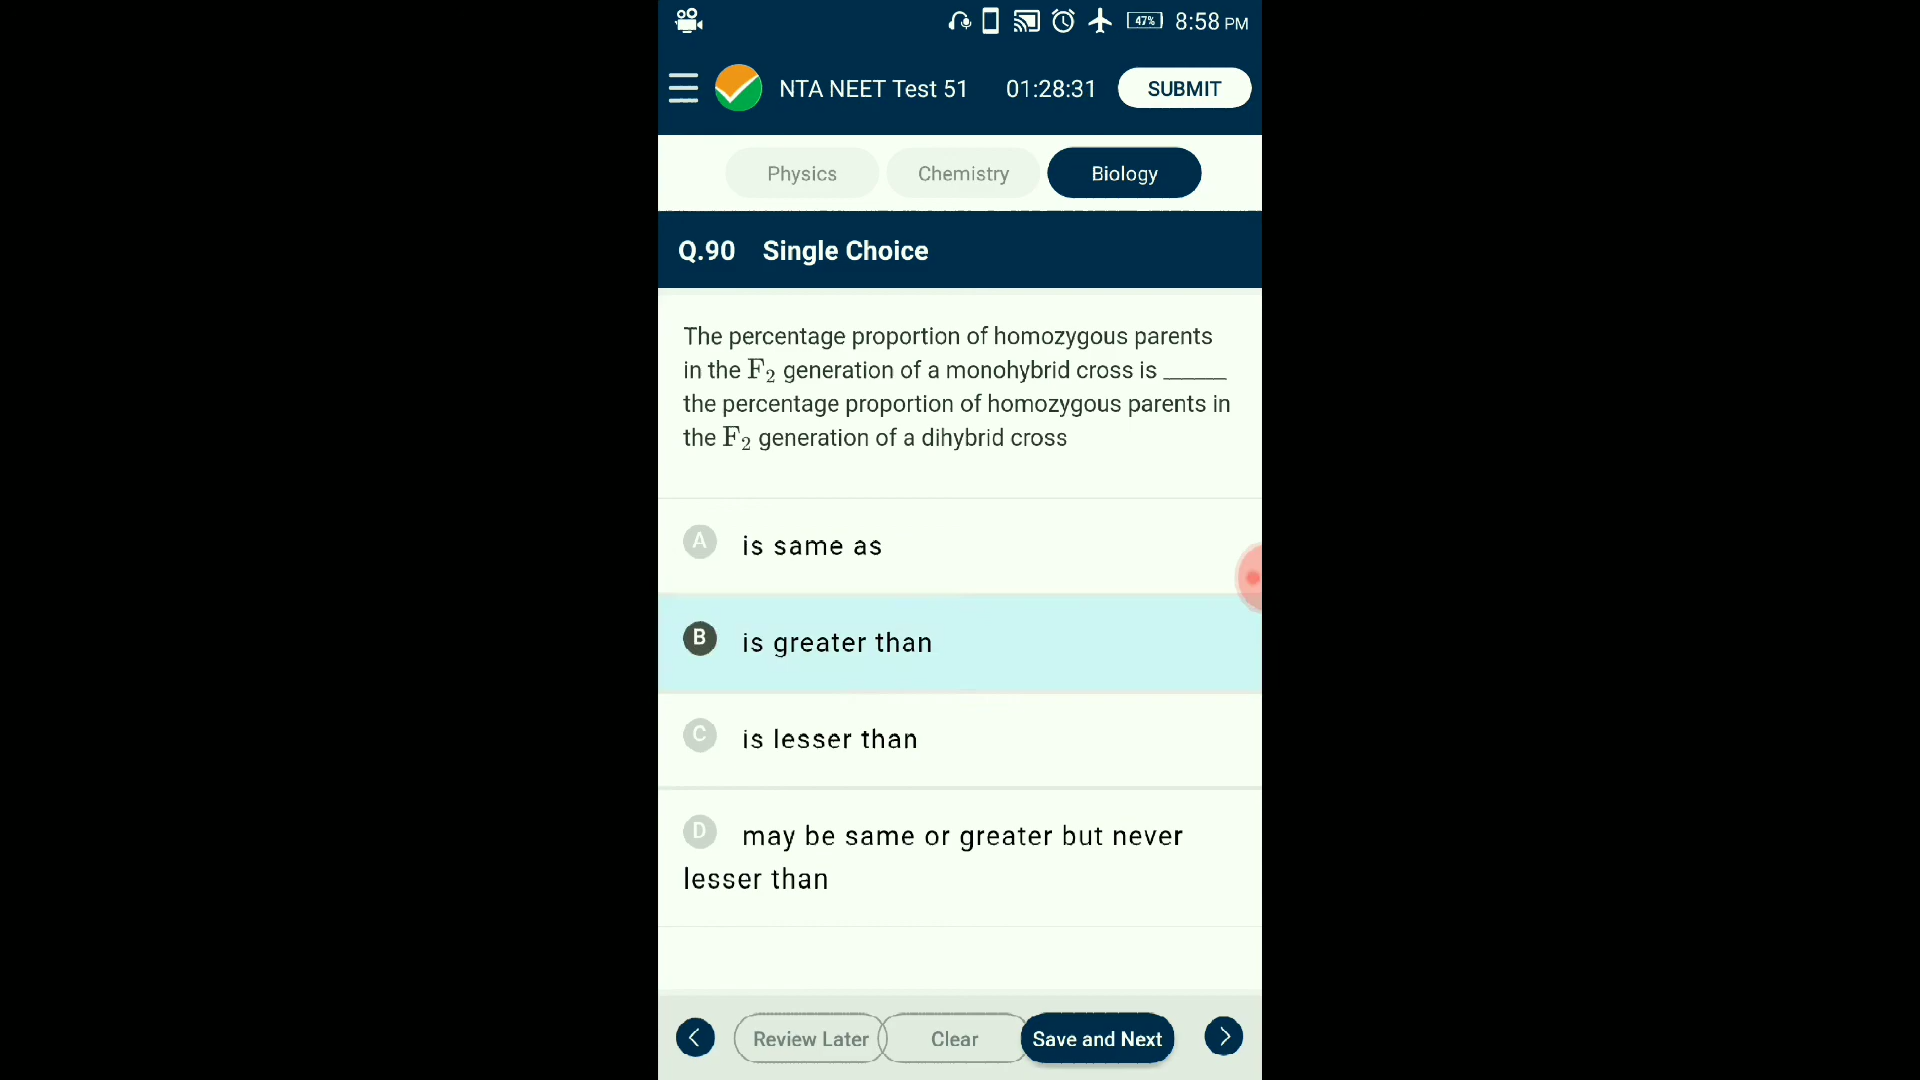 47% 8:58 PM
NTA NEET Test 51 01:28:31 SUBMIT
Physics Chemistry Biology
Q.90 Single Choice
The percentage proportion of homozygous parents
in the F₂ generation of a monohybrid cross is _____
the percentage proportion of homozygous parents in
the F₂ generation of a dihybrid cross
A is same as
B is greater than
C is lesser than
D may be same or greater but never
lesser than
Review Later Clear Save and Next